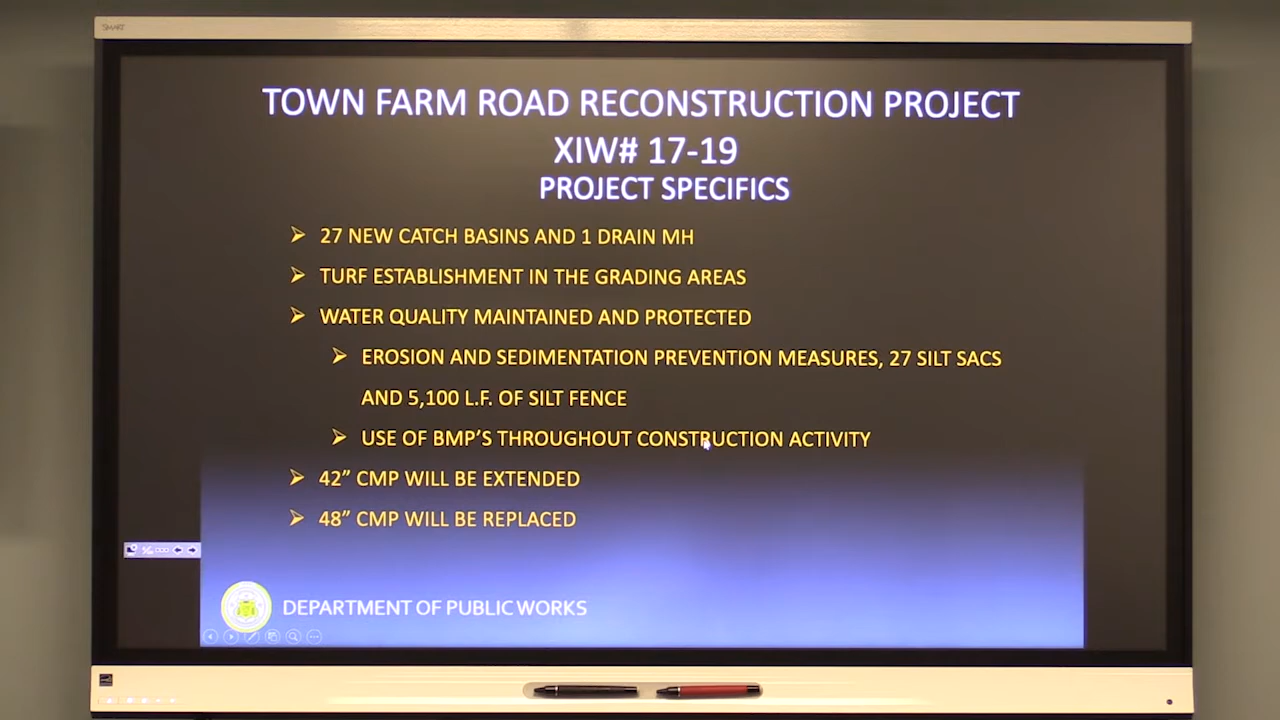 SMART
TOWN FARM ROAD RECONSTRUCTION PROJECT
XIW# 17-19
PROJECT SPECIFICS
27 NEW CATCH BASINS AND 1 DRAIN MH
TURF ESTABLISHMENT IN THE GRADING AREAS
WATER QUALITY MAINTAINED AND PROTECTED
EROSION AND SEDIMENTATION PREVENTION MEASURES, 27 SILT SACS
AND 5,100 L.F. OF SILT FENCE
USE OF BMP'S THROUGHOUT CONSTRUCTION ACTIVITY
42” CMP WILL BE EXTENDED
48” CMP WILL BE REPLACED
DEPARTMENT OF PUBLIC WORKS